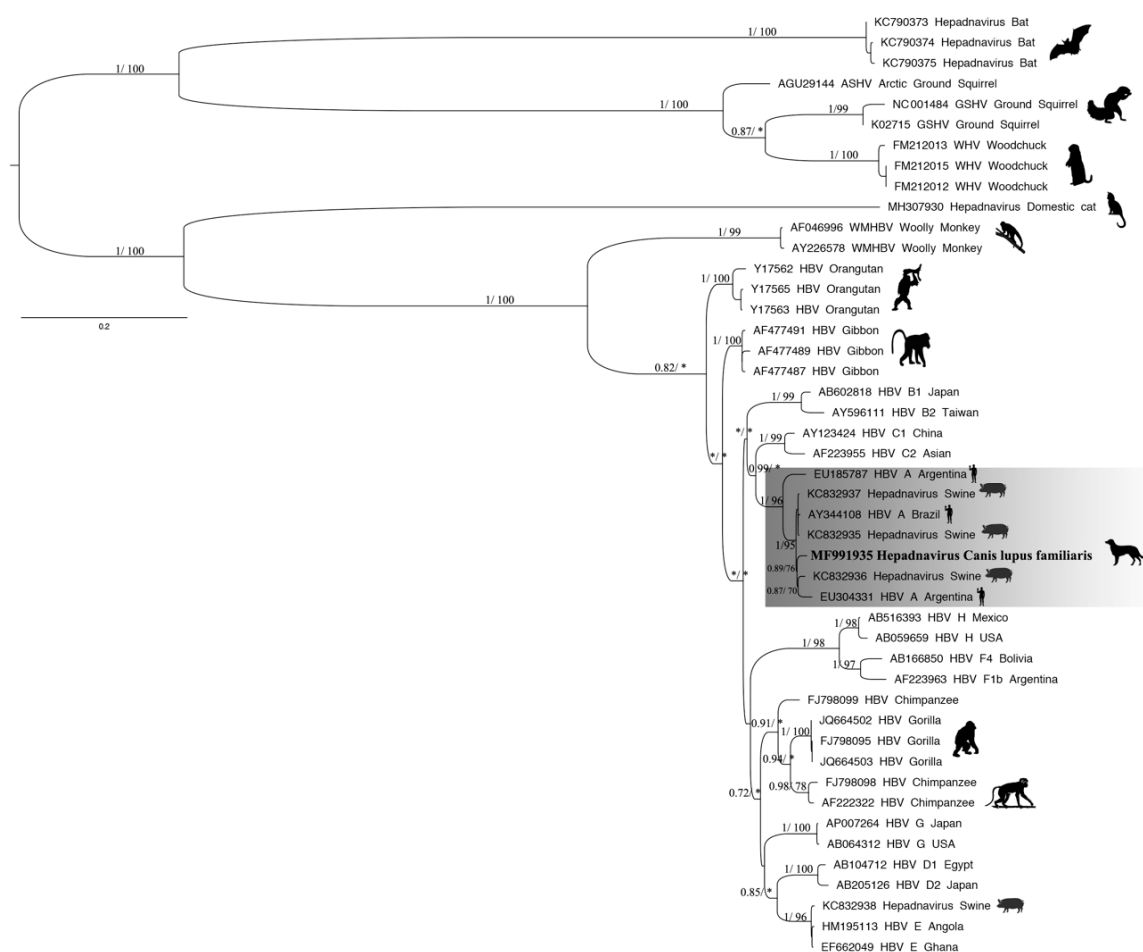 KC790373 Hepadnavirus Bat
1/ 100
KC790374 Hepadnavirus Bat
KC790375 Hepadnavirus Bat
1/ 100
AGU29144 ASHV Arctic Ground Squirrel
1/ 100
NC 001484 GSHV Ground Squirrel
1/99
K02715 GSHV Ground Squirrel
0.87/ *
FM212013 WHV Woodchuck
1/ 100
FM212015 WHV Woodchuck
FM212012 WHV Woodchuck
MH307930 Hepadnavirus Domestic cat
AF046996 WMHBV Woolly Monkey
1/ 99
AY226578 WMHBV Woolly Monkey
1/ 100
Y17562 HBV Orangutan
1/ 100
Y17565 HBV Orangutan
1/ 100
Y17563 HBV Orangutan
0.2
AF477491 HBV Gibbon
1/ 100
AF477489 HBV Gibbon
0.82/ *
AF477487 HBV Gibbon
AB602818 HBV B1 Japan
1/ 99
AY596111 HBV B2 Taiwan
*/ *
AY123424 HBV C1 China
1/ 99
AF223955 HBV C2 Asian
*/ *
0.99/ *
EU185787 HBV A Argentina
KC832937 Hepadnavirus Swine
1/ 96
AY344108 HBV A Brazil
KC832935 Hepadnavirus Swine
1/95
MF991935 Hepadnavirus Canis lupus familiaris
0.89/76
*/ *
KC832936 Hepadnavirus Swine
0.87/ 70
EU304331 HBV A Argentina
AB516393 HBV H Mexico
1/ 98
AB059659 HBV H USA
1/ 98
AB166850 HBV F4 Bolivia
1/ 97
AF223963 HBV F1b Argentina
FJ798099 HBV Chimpanzee
JQ664502 HBV Gorilla
0.91/ *
1/ 100
FJ798095 HBV Gorilla
JQ664503 HBV Gorilla
0.94/ *
FJ798098 HBV Chimpanzee
0.98/ 78
0.72/ *
AF222322 HBV Chimpanzee
AP007264 HBV G Japan
1/ 100
AB064312 HBV G USA
AB104712 HBV D1 Egypt
1/ 100
AB205126 HBV D2 Japan
0.85/ *
KC832938 Hepadnavirus Swine
1/ 96
HM195113 HBV E Angola
EF662049 HBV E Ghana